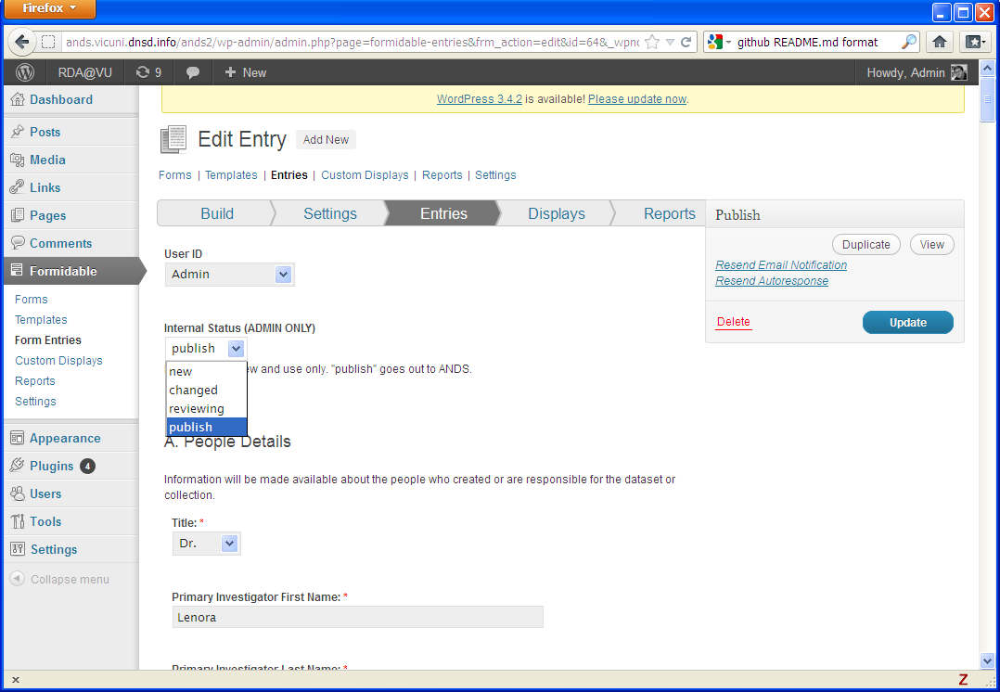 Firefox
ands.vicuni.dnsd.info/ands2/wp-admin/admin.php?page=formidable-entries&frm_action=edit&id=64&_wpno
github README.md format
RDA@VU
9
+ New
Howdy, Admin
Dashboard
Posts
Media
Links
Pages
Comments
Formidable
Forms
Templates
Form Entries
Custom Displays
Reports
Settings
Appearance
Plugins 4
Users
Tools
Settings
Collapse menu
WordPress 3.4.2 is available! Please update now.
Edit Entry Add New
Forms | Templates | Entries | Custom Displays | Reports | Settings
Build Settings Entries Displays Reports
User ID
Admin
Internal Status (ADMIN ONLY)
publish
new
changed
reviewing
publish
and use only. "publish" goes out to ANDS.
A. People Details
Information will be made available about the people who created or are responsible for the dataset or
collection.
Title: *
Dr.
Primary Investigator First Name: *
Lenora
Primary Investigator Last Name: *
Publish
Duplicate View
Resend Email Notification
Resend Autoresponse
Delete Update
x
Z